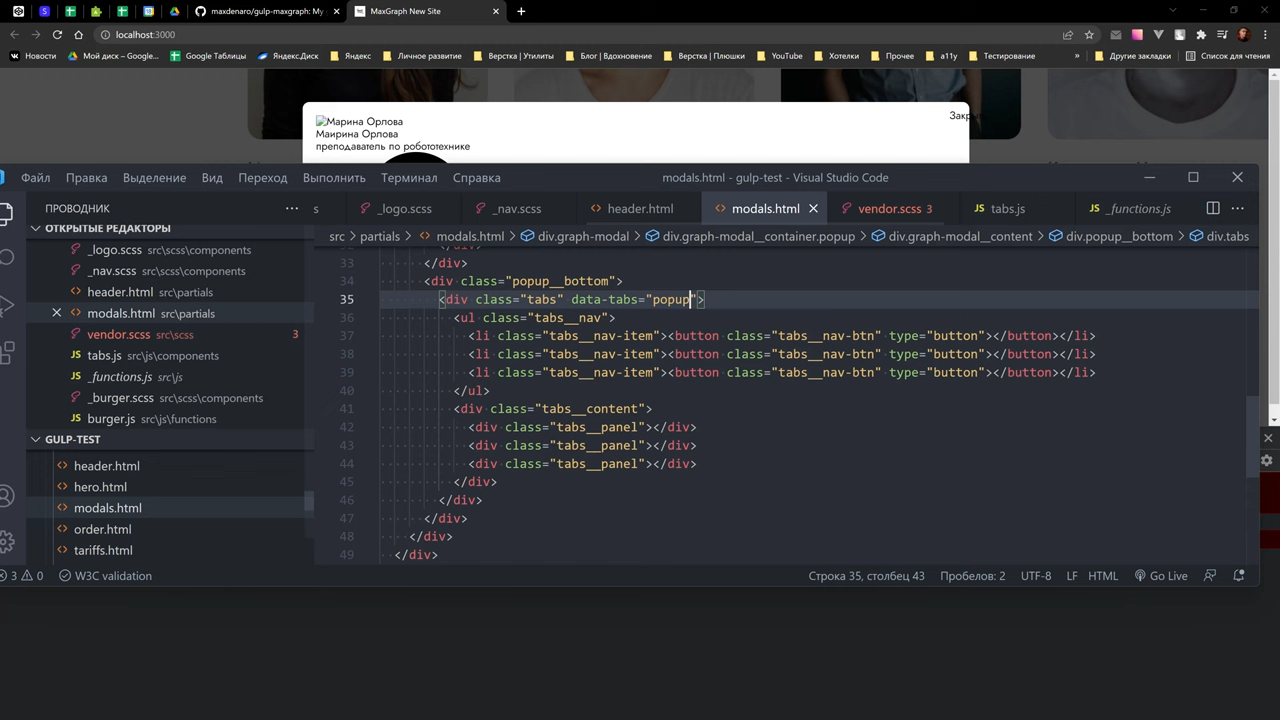 maxdenaro/gulp-maxgraph: My
MaxGraph New Site
localhost:3000
Новости
Мой диск – Google...
Google Таблицы
Яндекс.Диск
Яндекс
Личное развитие
Верстка | Утилиты
Блог | Вдохновение
Верстка | Плюшки
YouTube
Хотелки
Прочее
a11y
Тестирование
»
Другие закладки
Список для чтения
Марина Орлова
Маирина Орлова
преподаватель по робототехнике
Закры
Файл Правка Выделение Вид Переход Выполнить Терминал Справка
modals.html - gulp-test - Visual Studio Code
ПРОВОДНИК
s
_logo.scss
_nav.scss
header.html
modals.html
vendor.scss 3
tabs.js
_functions.js
src > partials > modals.html > div.graph-modal > div.graph-modal__container.popup > div.graph-modal__content > div.popup__bottom > div.tabs
ОТКРЫТЫЕ РЕДАКТОРЫ
_logo.scss src\scss\components
_nav.scss src\scss\components
header.html src\partials
modals.html src\partials
vendor.scss src\scss 3
tabs.js src\js\components
_functions.js src\js
_burger.scss src\scss\components
burger.js src\js\functions
GULP-TEST
header.html
hero.html
modals.html
order.html
tariffs.html
33 </div>
34 <div class="popup__bottom">
35 <div class="tabs" data-tabs="popup">
36 <ul class="tabs__nav">
37 <li class="tabs__nav-item"><button class="tabs__nav-btn" type="button"></button></li>
38 <li class="tabs__nav-item"><button class="tabs__nav-btn" type="button"></button></li>
39 <li class="tabs__nav-item"><button class="tabs__nav-btn" type="button"></button></li>
40 </ul>
41 <div class="tabs__content">
42 <div class="tabs__panel"></div>
43 <div class="tabs__panel"></div>
44 <div class="tabs__panel"></div>
45 </div>
46 </div>
47 </div>
48 </div>
49 </div>
3 0
W3C validation
Строка 35, столбец 43
Пробелов: 2
UTF-8
LF
HTML
Go Live